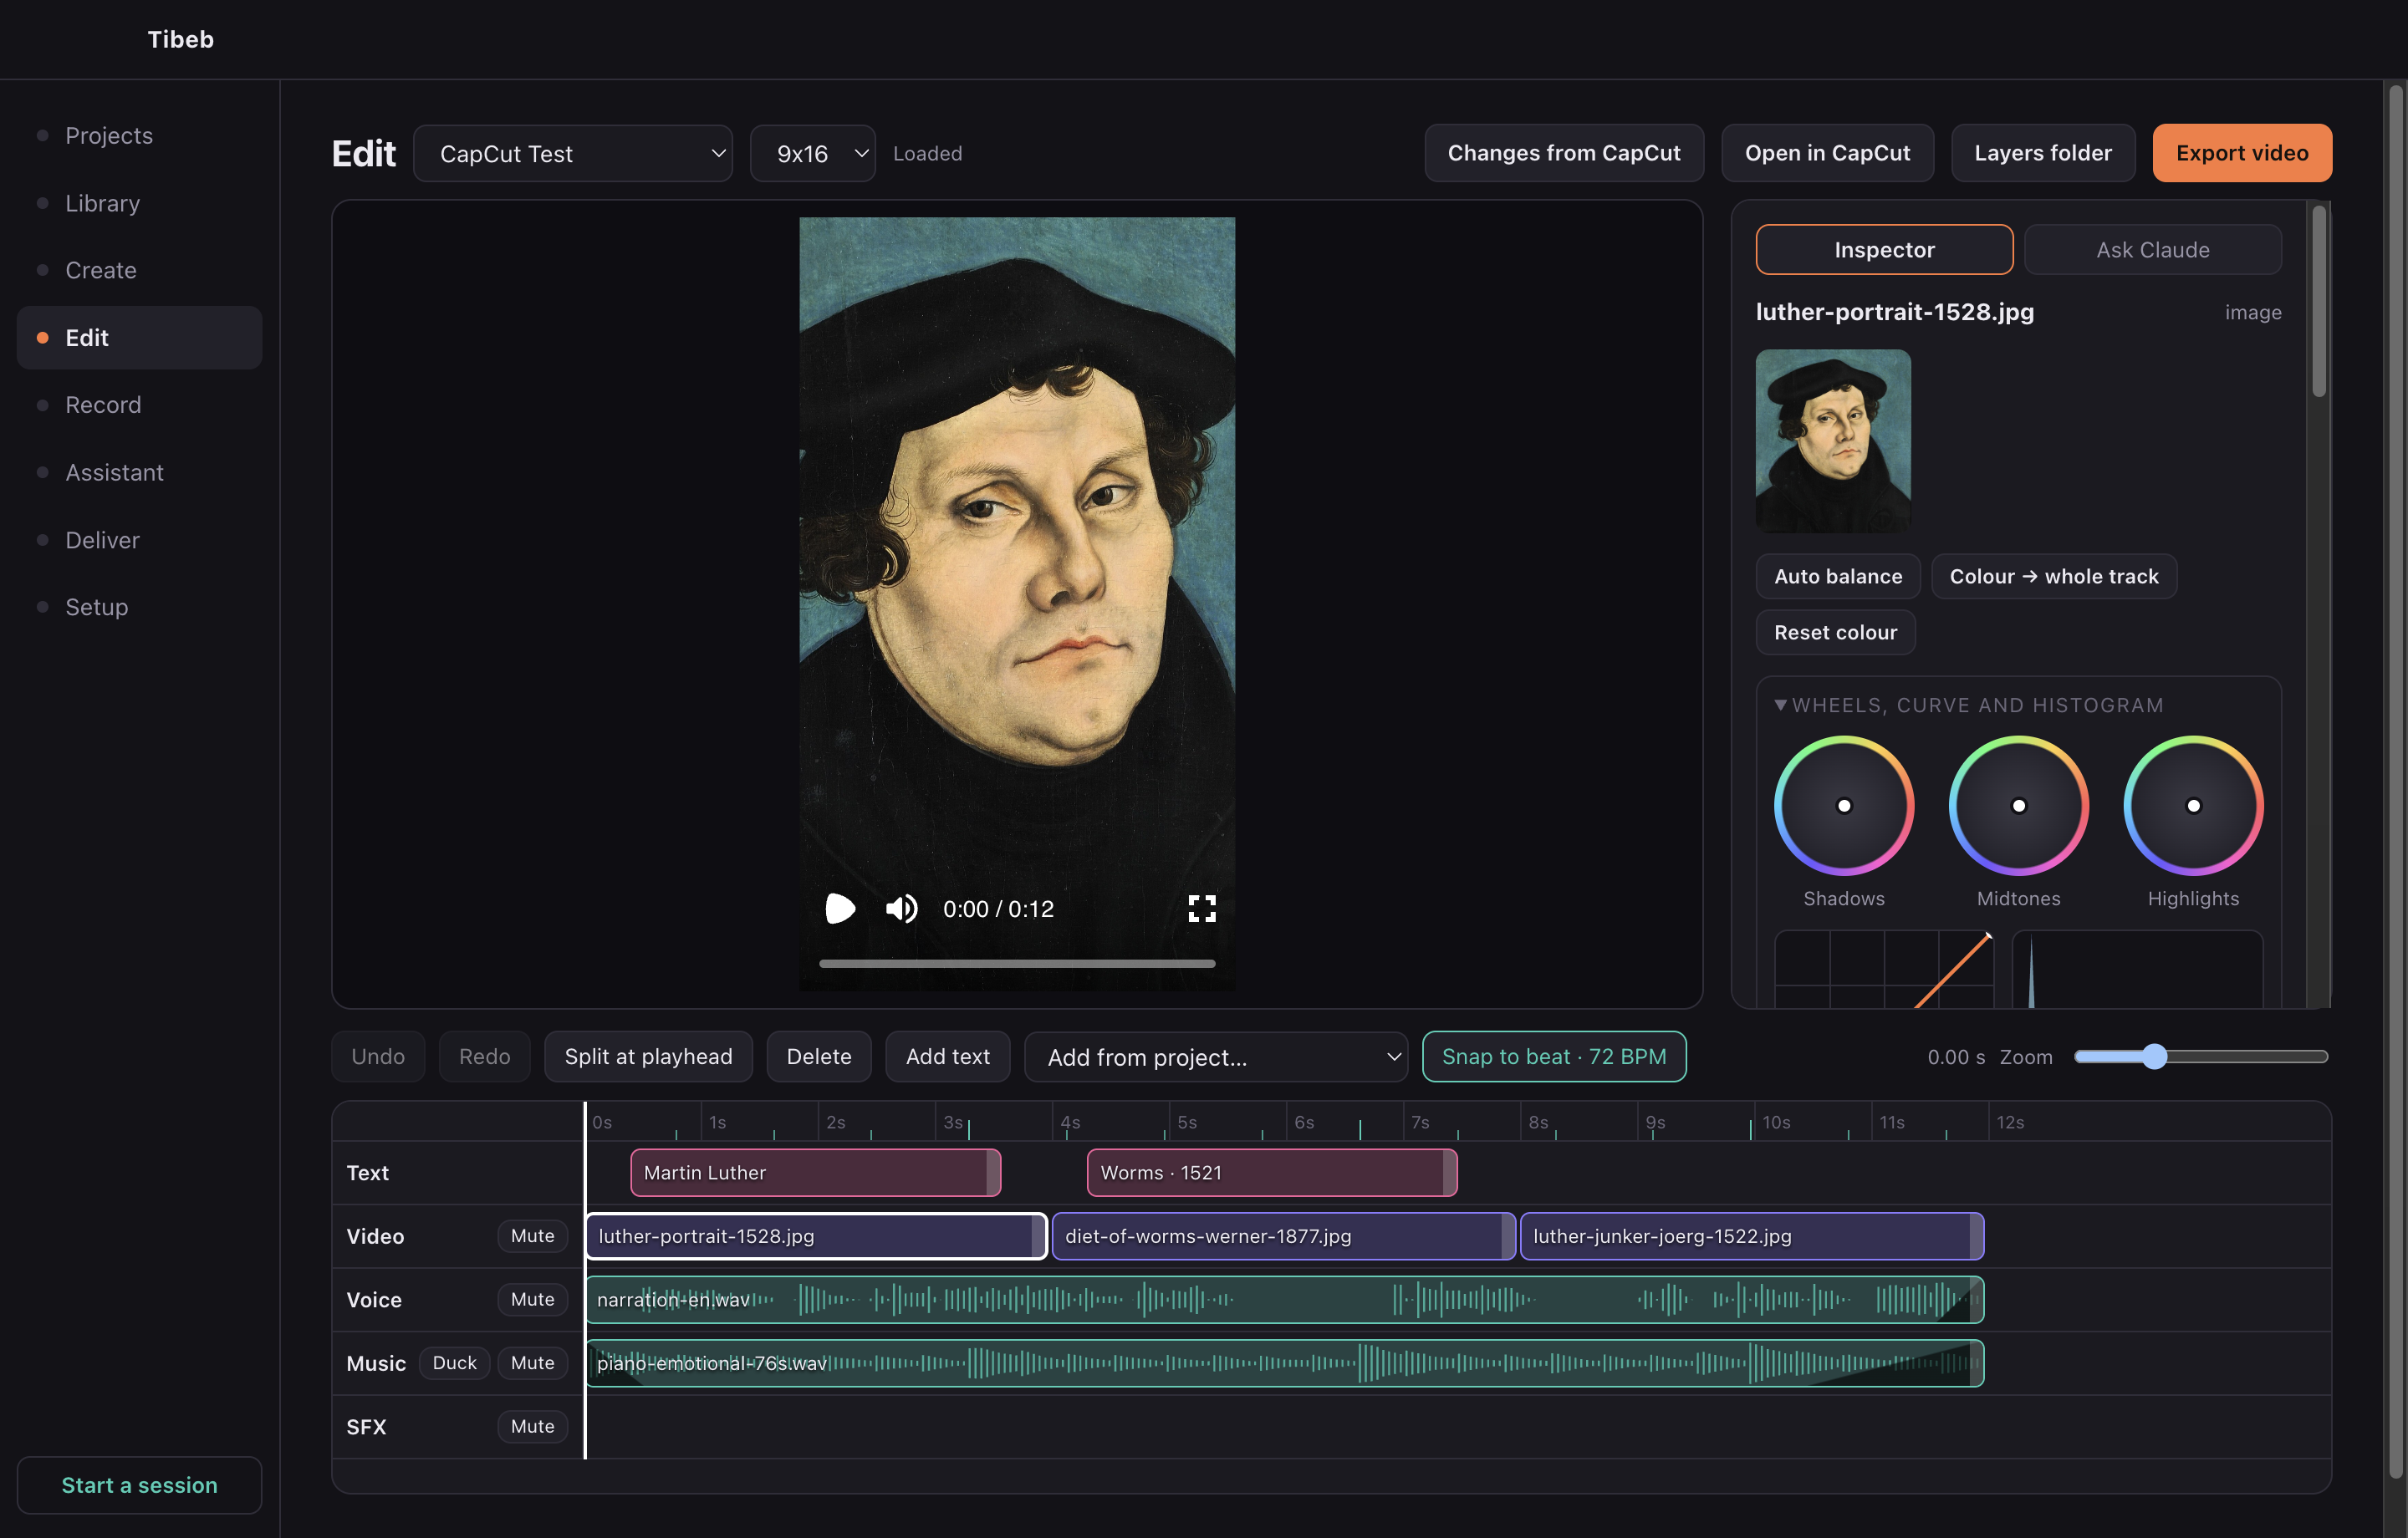 Tibeb
Projects
Library
Create
Edit
Record
Assistant
Deliver
Setup
Start a session
Edit CapCut Test 9x16 Loaded Changes from CapCut Open in CapCut Layers folder Export video
0:00 / 0:12
Inspector Ask Claude
luther-portrait-1528.jpg image
Auto balance Colour → whole track
Reset colour
▼ WHEELS, CURVE AND HISTOGRAM
Shadows Midtones Highlights
Undo Redo Split at playhead Delete Add text Add from project... Snap to beat · 72 BPM 0.00 s Zoom
0s 1s 2s 3s 4s 5s 6s 7s 8s 9s 10s 11s 12s
Text Martin Luther Worms · 1521
Video Mute luther-portrait-1528.jpg diet-of-worms-werner-1877.jpg luther-junker-joerg-1522.jpg
Voice Mute narration-en.wav
Music Duck Mute piano-emotional-76s.wav
SFX Mute